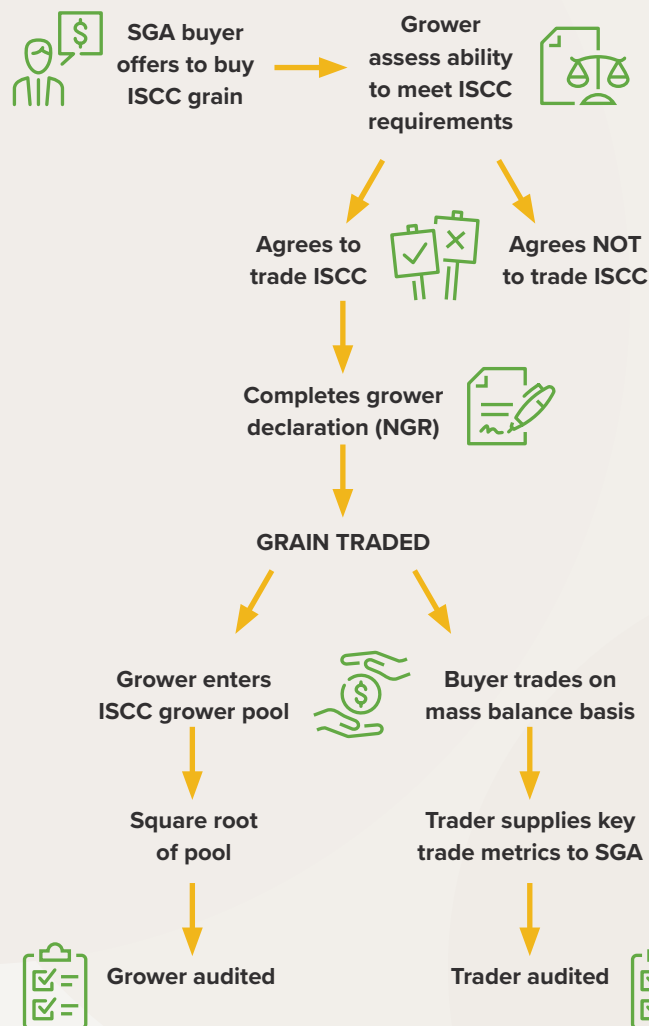 SGA buyer
offers to buy
ISCC grain
Grower
assess ability
to meet ISCC
requirements
Agrees to
trade ISCC
Agrees NOT
to trade ISCC
Completes grower
declaration (NGR)
GRAIN TRADED
Grower enters
ISCC grower pool
Buyer trades on
mass balance basis
Square root
of pool
Trader supplies key
trade metrics to SGA
Grower audited
Trader audited